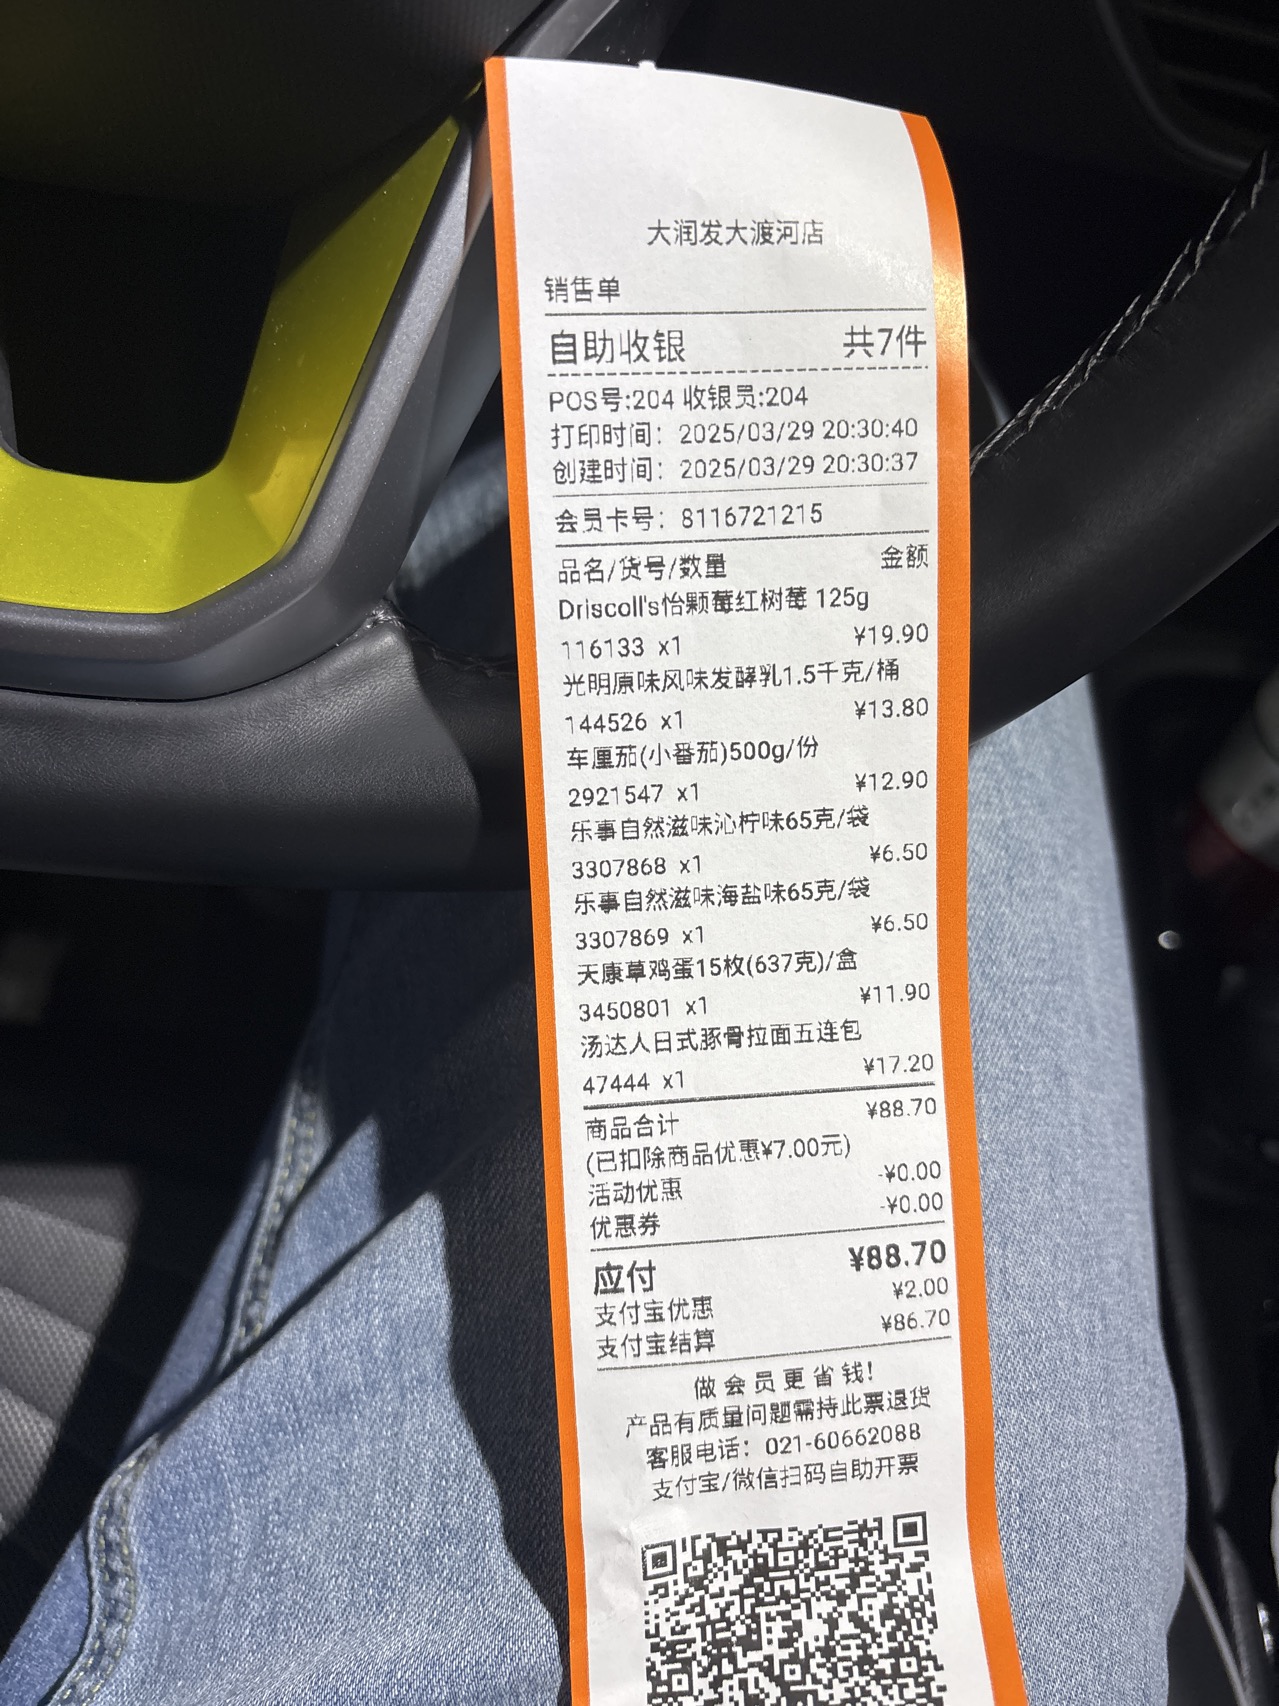 大润发大渡河店
销售单
自助收银 共7件
POS号:204 收银员:204
打印时间：2025/03/29 20:30:40
创建时间：2025/03/29 20:30:37
会员卡号：8116721215
品名/货号/数量 金额
Driscoll's怡颗莓红树莓 125g
116133 x1 ¥19.90
光明原味风味发酵乳1.5千克/桶
144526 x1 ¥13.80
车厘茄(小番茄)500g/份
2921547 x1 ¥12.90
乐事自然滋味沁柠味65克/袋
3307868 x1 ¥6.50
乐事自然滋味海盐味65克/袋
3307869 x1 ¥6.50
天康草鸡蛋15枚(637克)/盒
3450801 x1 ¥11.90
汤达人日式豚骨拉面五连包
47444 x1 ¥17.20
商品合计 ¥88.70
(已扣除商品优惠¥7.00元)
活动优惠 -¥0.00
优惠券 -¥0.00
应付 ¥88.70
支付宝优惠 ¥2.00
支付宝结算 ¥86.70
做会员更省钱!
产品有质量问题需持此票退货
客服电话：021-60662088
支付宝/微信扫码自助开票